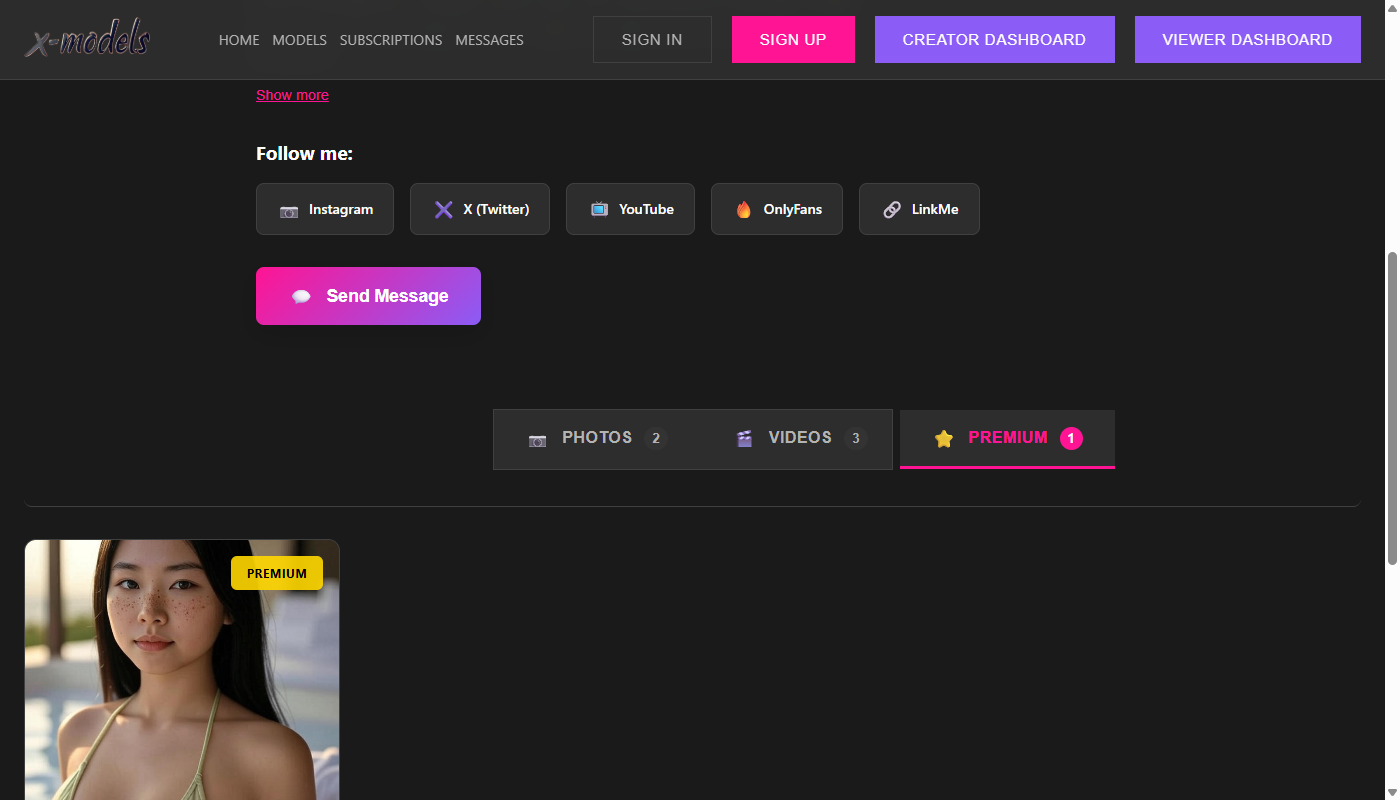 x-models
HOME MODELS SUBSCRIPTIONS MESSAGES SIGN IN SIGN UP CREATOR DASHBOARD VIEWER DASHBOARD
Show more
Follow me:
Instagram X (Twitter) YouTube OnlyFans LinkMe
Send Message
PHOTOS 2 VIDEOS 3 PREMIUM 1
PREMIUM